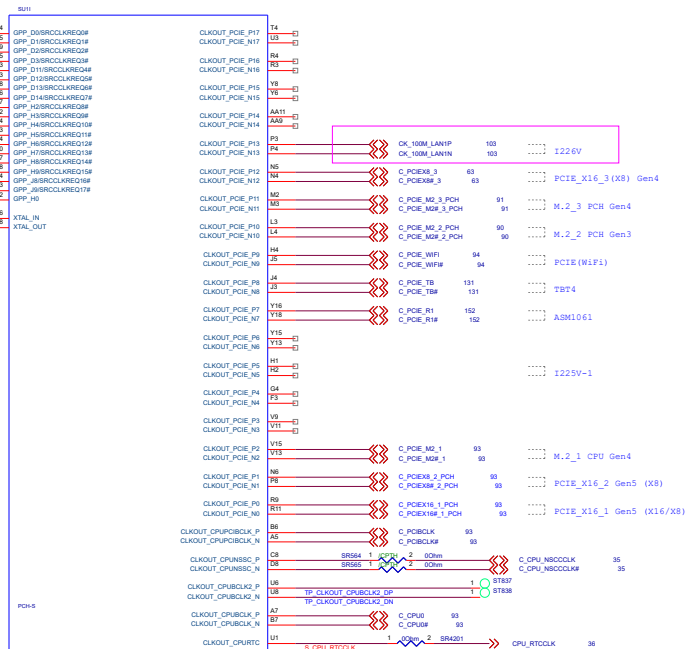 SU1I
GPP_D0/SRCCLKREQ0# CLKOUT_PCIE_P17 T4
GPP_D1/SRCCLKREQ1# CLKOUT_PCIE_N17 U3
GPP_D2/SRCCLKREQ2#
GPP_D3/SRCCLKREQ3# CLKOUT_PCIE_P16 R4
GPP_D11/SRCCLKREQ4# CLKOUT_PCIE_N16 R3
GPP_D12/SRCCLKREQ5#
GPP_D13/SRCCLKREQ6# CLKOUT_PCIE_P15 Y8
GPP_D14/SRCCLKREQ7# CLKOUT_PCIE_N15 Y6
GPP_H2/SRCCLKREQ8#
GPP_H3/SRCCLKREQ9# CLKOUT_PCIE_P14 AA11
GPP_H4/SRCCLKREQ10# CLKOUT_PCIE_N14 AA9
GPP_H5/SRCCLKREQ11#
GPP_H6/SRCCLKREQ12# CLKOUT_PCIE_P13 P3 CK_100M_LAN1P 103
GPP_H7/SRCCLKREQ13# CLKOUT_PCIE_N13 P4 CK_100M_LAN1N 103 I226V
GPP_H8/SRCCLKREQ14#
GPP_H9/SRCCLKREQ15# CLKOUT_PCIE_P12 N5 C_PCIEX8_3 63
GPP_J8/SRCCLKREQ16# CLKOUT_PCIE_N12 N4 C_PCIEX8#_3 63 PCIE_X16_3(X8) Gen4
GPP_J9/SRCCLKREQ17#
GPP_H0 CLKOUT_PCIE_P11 M2 C_PCIE_M2_3_PCH 91
CLKOUT_PCIE_N11 M3 C_PCIE_M2#_3_PCH 91 M.2_3 PCH Gen4
XTAL_IN
XTAL_OUT CLKOUT_PCIE_P10 L3 C_PCIE_M2_2_PCH 90
CLKOUT_PCIE_N10 L4 C_PCIE_M2#_2_PCH 90 M.2_2 PCH Gen3
CLKOUT_PCIE_P9 H4 C_PCIE_WIFI 94
CLKOUT_PCIE_N9 J5 C_PCIE_WIFI# 94 PCIE(WiFi)
CLKOUT_PCIE_P8 J4 C_PCIE_TB 131
CLKOUT_PCIE_N8 J3 C_PCIE_TB# 131 TBT4
CLKOUT_PCIE_P7 Y16 C_PCIE_R1 152
CLKOUT_PCIE_N7 Y18 C_PCIE_R1# 152 ASM1061
CLKOUT_PCIE_P6 Y15
CLKOUT_PCIE_N6 Y13
CLKOUT_PCIE_P5 H1
CLKOUT_PCIE_N5 H2 I225V-1
CLKOUT_PCIE_P4 G4
CLKOUT_PCIE_N4 F3
CLKOUT_PCIE_P3 V9
CLKOUT_PCIE_N3 V11
CLKOUT_PCIE_P2 V15 C_PCIE_M2_1 93
CLKOUT_PCIE_N2 V13 C_PCIE_M2#_1 93 M.2_1 CPU Gen4
CLKOUT_PCIE_P1 N6 C_PCIEX8_2_PCH 93
CLKOUT_PCIE_N1 P8 C_PCIEX8#_2_PCH 93 PCIE_X16_2 Gen5 (X8)
CLKOUT_PCIE_P0 R9 C_PCIEX16_1_PCH 93
CLKOUT_PCIE_N0 R11 C_PCIEX16#_1_PCH 93 PCIE_X16_1 Gen5 (X16/X8)
CLKOUT_CPUPCIBCLK_P B6 C_PCIBCLK 93
CLKOUT_CPUPCIBCLK_N A5 C_PCIBCLK# 93
CLKOUT_CPUNSSC_P C8 SR564 1 /CPTH 2 0Ohm C_CPU_NSCCCLK 35
CLKOUT_CPUNSSC_N D8 SR565 1 /CPTH 2 0Ohm C_CPU_NSCCCLK# 35
CLKOUT_CPUBCLK2_P U6 1 ST837
CLKOUT_CPUBCLK2_N U8 TP_CLKOUT_CPUBCLK2_DP 1 ST838
TP_CLKOUT_CPUBCLK2_DN
PCH-S
CLKOUT_CPUBCLK_P A7 C_CPU0 93
CLKOUT_CPUBCLK_N B7 C_CPU0# 93
CLKOUT_CPURTC U1 1 0Ohm 2 SR4201 CPU_RTCCLK 36
S_CPU_RTCCLK